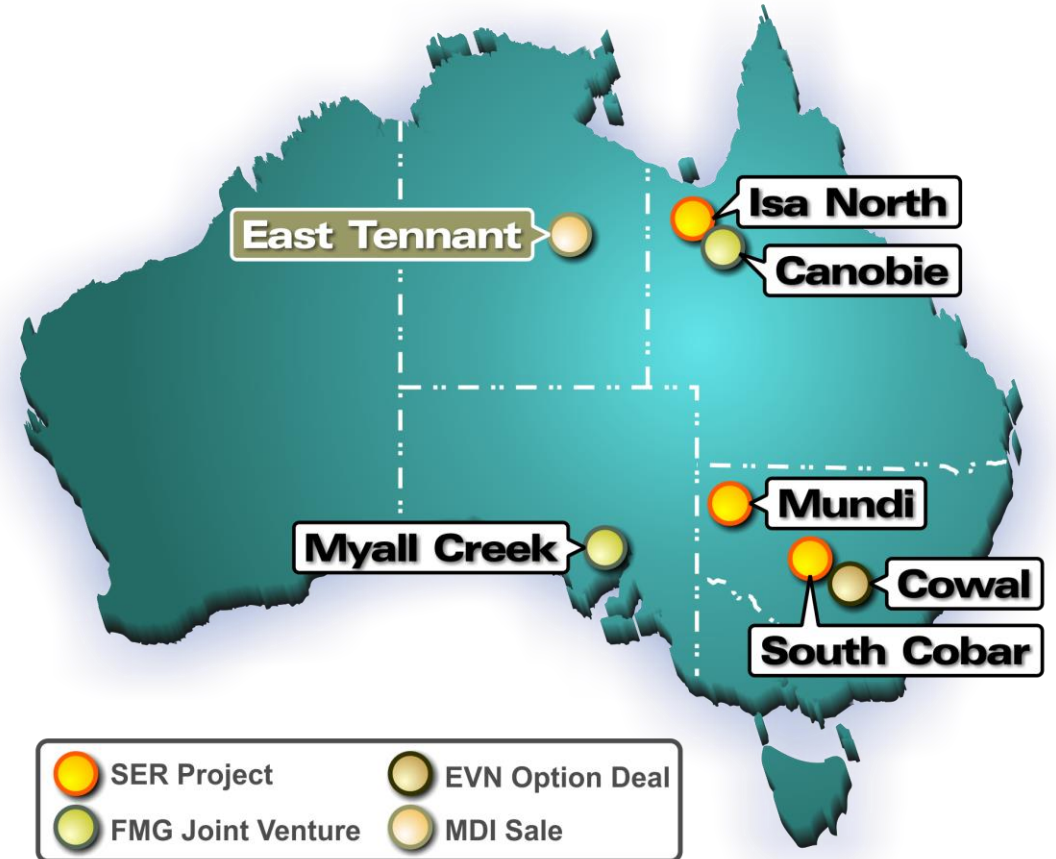 Isa North
East Tennant
Canobie
Mundi
Myall Creek
Cowal
South Cobar
SER Project
EVN Option Deal
FMG Joint Venture
MDI Sale